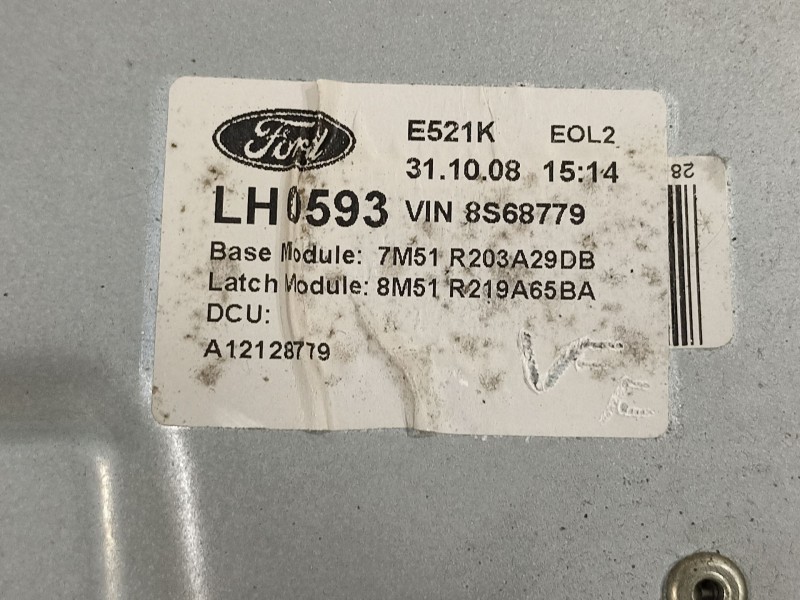 Ford
E521K EOL2
31.10.08 15:14
LH0593 VIN 8S68779
Base Module: 7M51 R203A29DB
Latch Module: 8M51 R219A65BA
DCU:
A12128779
28